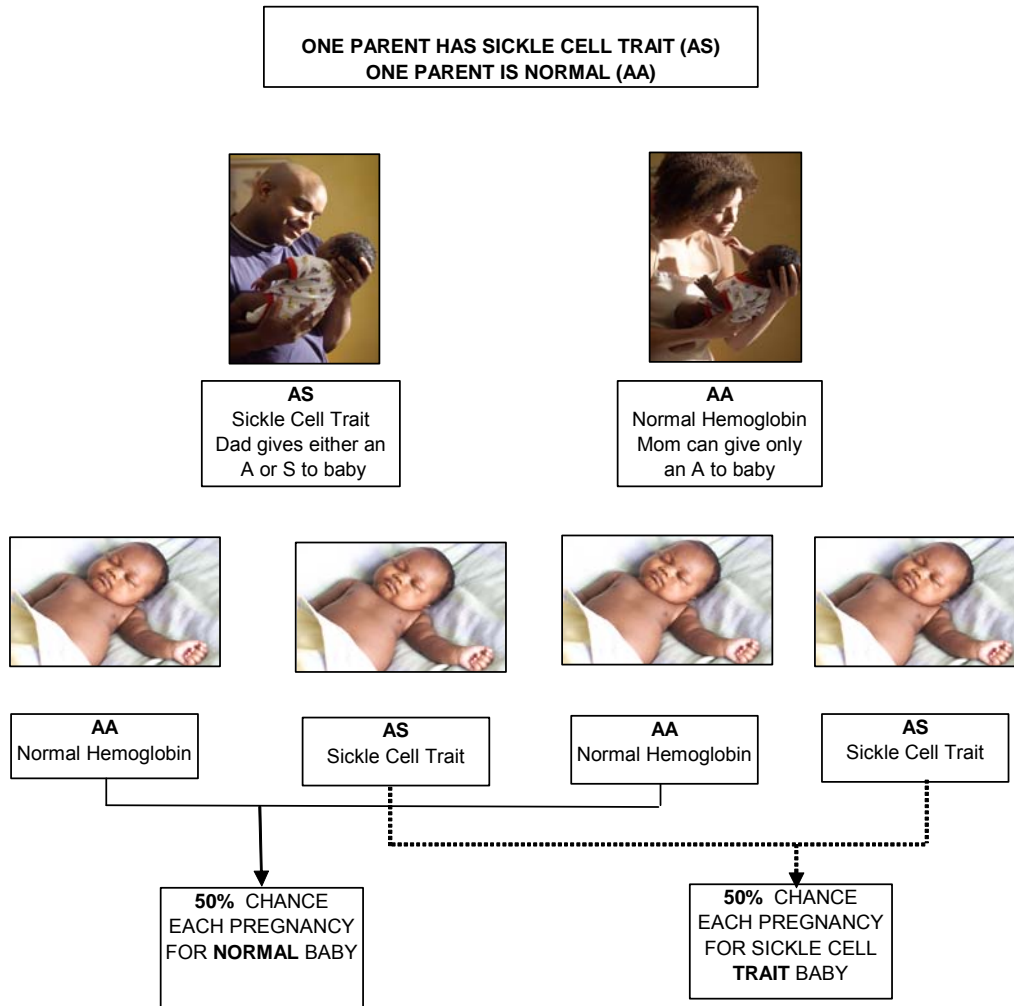 ONE PARENT HAS SICKLE CELL TRAIT (AS)
ONE PARENT IS NORMAL (AA)
AS
Sickle Cell Trait
Dad gives either an
A or S to baby
AA
Normal Hemoglobin
Mom can give only
an A to baby
AA
Normal Hemoglobin
AS
Sickle Cell Trait
AA
Normal Hemoglobin
AS
Sickle Cell Trait
50% CHANCE
EACH PREGNANCY
FOR NORMAL BABY
50% CHANCE
EACH PREGNANCY
FOR SICKLE CELL
TRAIT BABY